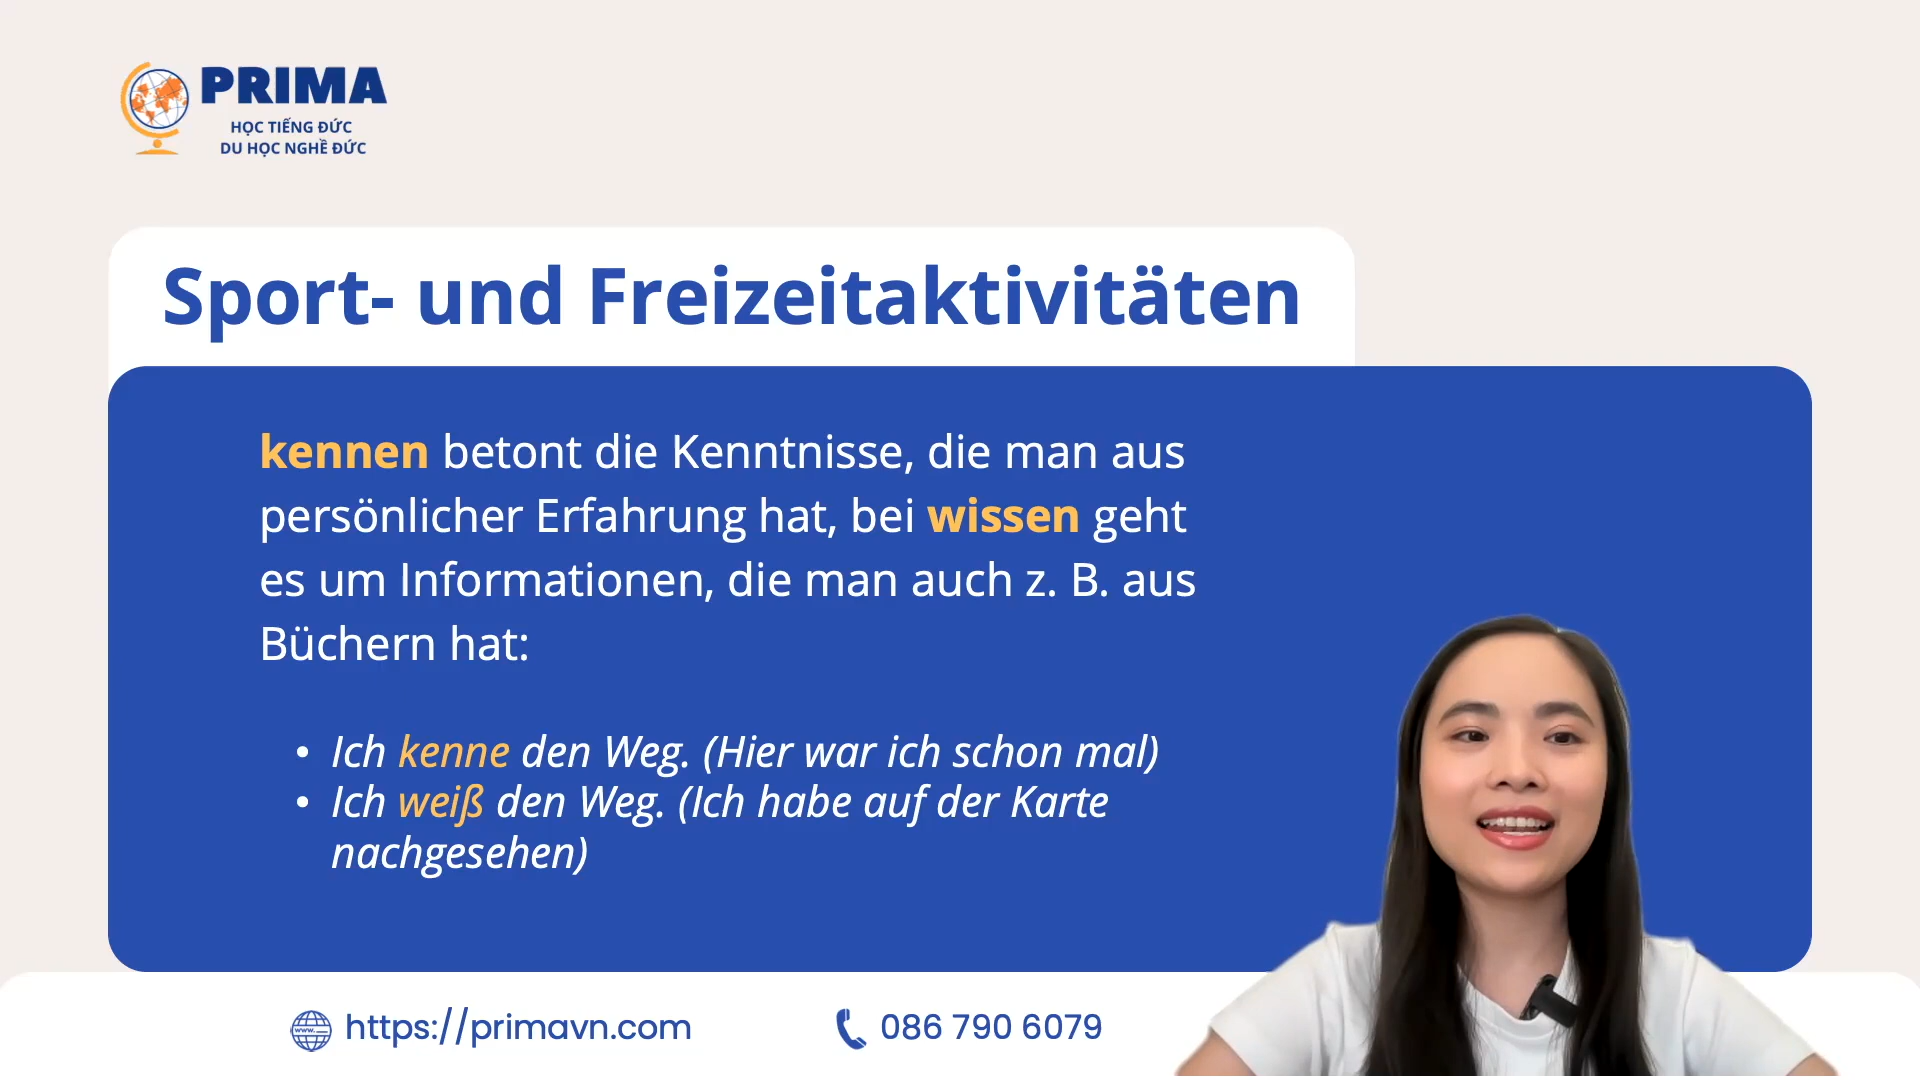 PRIMA
HỌC TIẾNG ĐỨC
DU HỌC NGHỀ ĐỨC
Sport- und Freizeitaktivitäten
kennen betont die Kenntnisse, die man aus
persönlicher Erfahrung hat, bei wissen geht
es um Informationen, die man auch z. B. aus
Büchern hat:
• Ich kenne den Weg. (Hier war ich schon mal)
• Ich weiß den Weg. (Ich habe auf der Karte
nachgesehen)
www.
https://primavn.com
086 790 6079